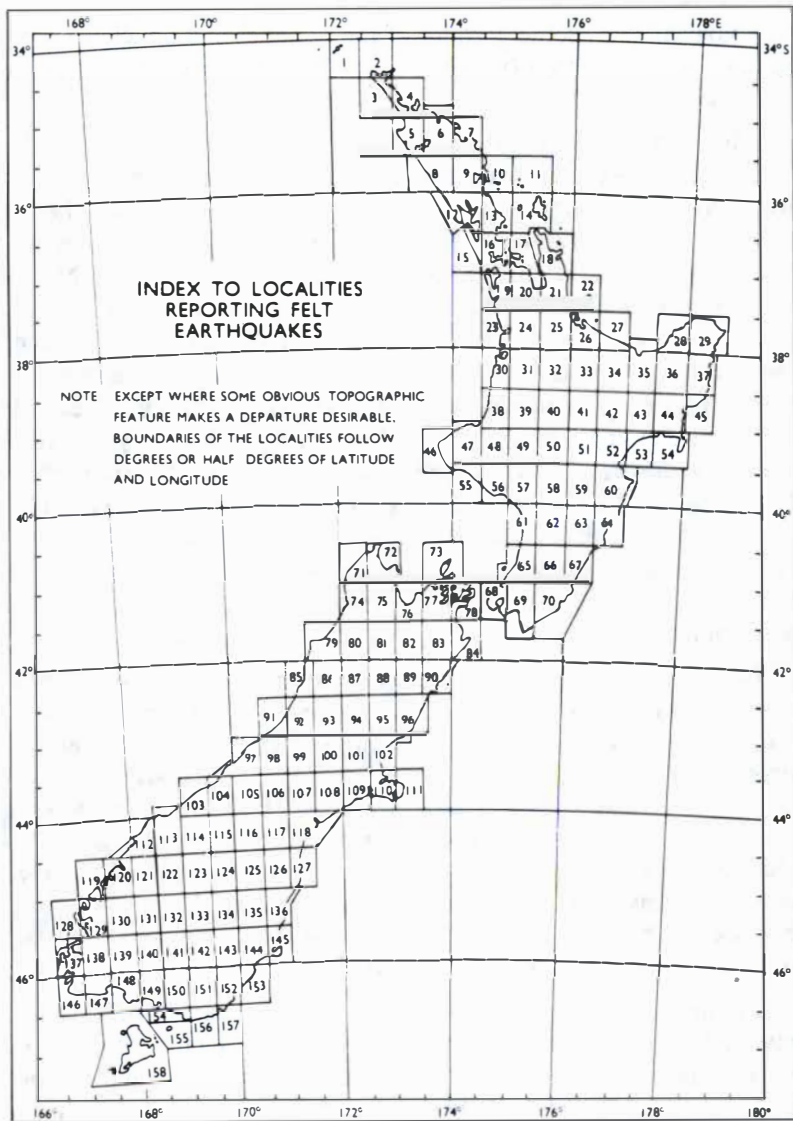 168° 170° 172° 174° 176° 178°E
34° 34°S
1 2
3 4
5 6 7
8 9 10 11
36° 36°
13 14
15 16 17 18
INDEX TO LOCALITIES
REPORTING FELT
EARTHQUAKES
20 21 22
23 24 25 26 27 28 29
38° 38°
30 31 32 33 34 35 36 37
NOTE EXCEPT WHERE SOME OBVIOUS TOPOGRAPHIC
FEATURE MAKES A DEPARTURE DESIRABLE.
BOUNDARIES OF THE LOCALITIES FOLLOW
DEGREES OR HALF DEGREES OF LATITUDE
AND LONGITUDE
38 39 40 41 42 43 44 45
46 47 48 49 50 51 52 53 54
55 56 57 58 59 60
40° 40°
61 62 63 64
71 72 73 65 66 67
74 75 76 77 78 68 69 70
79 80 81 82 83 84
42° 42°
85 86 87 88 89 90
91 92 93 94 95 96
97 98 99 100 101 102
103 104 105 106 107 108 109 110 111
44° 44°
112 113 114 115 116 117 118
119 120 121 122 123 124 125 126 127
128 129 130 131 132 133 134 135 136
137 138 139 140 141 142 143 144 145
46° 46°
146 147 148 149 150 151 152 153
154 155 156 157
158
166° 168° 170° 172° 174° 176° 178° 180°